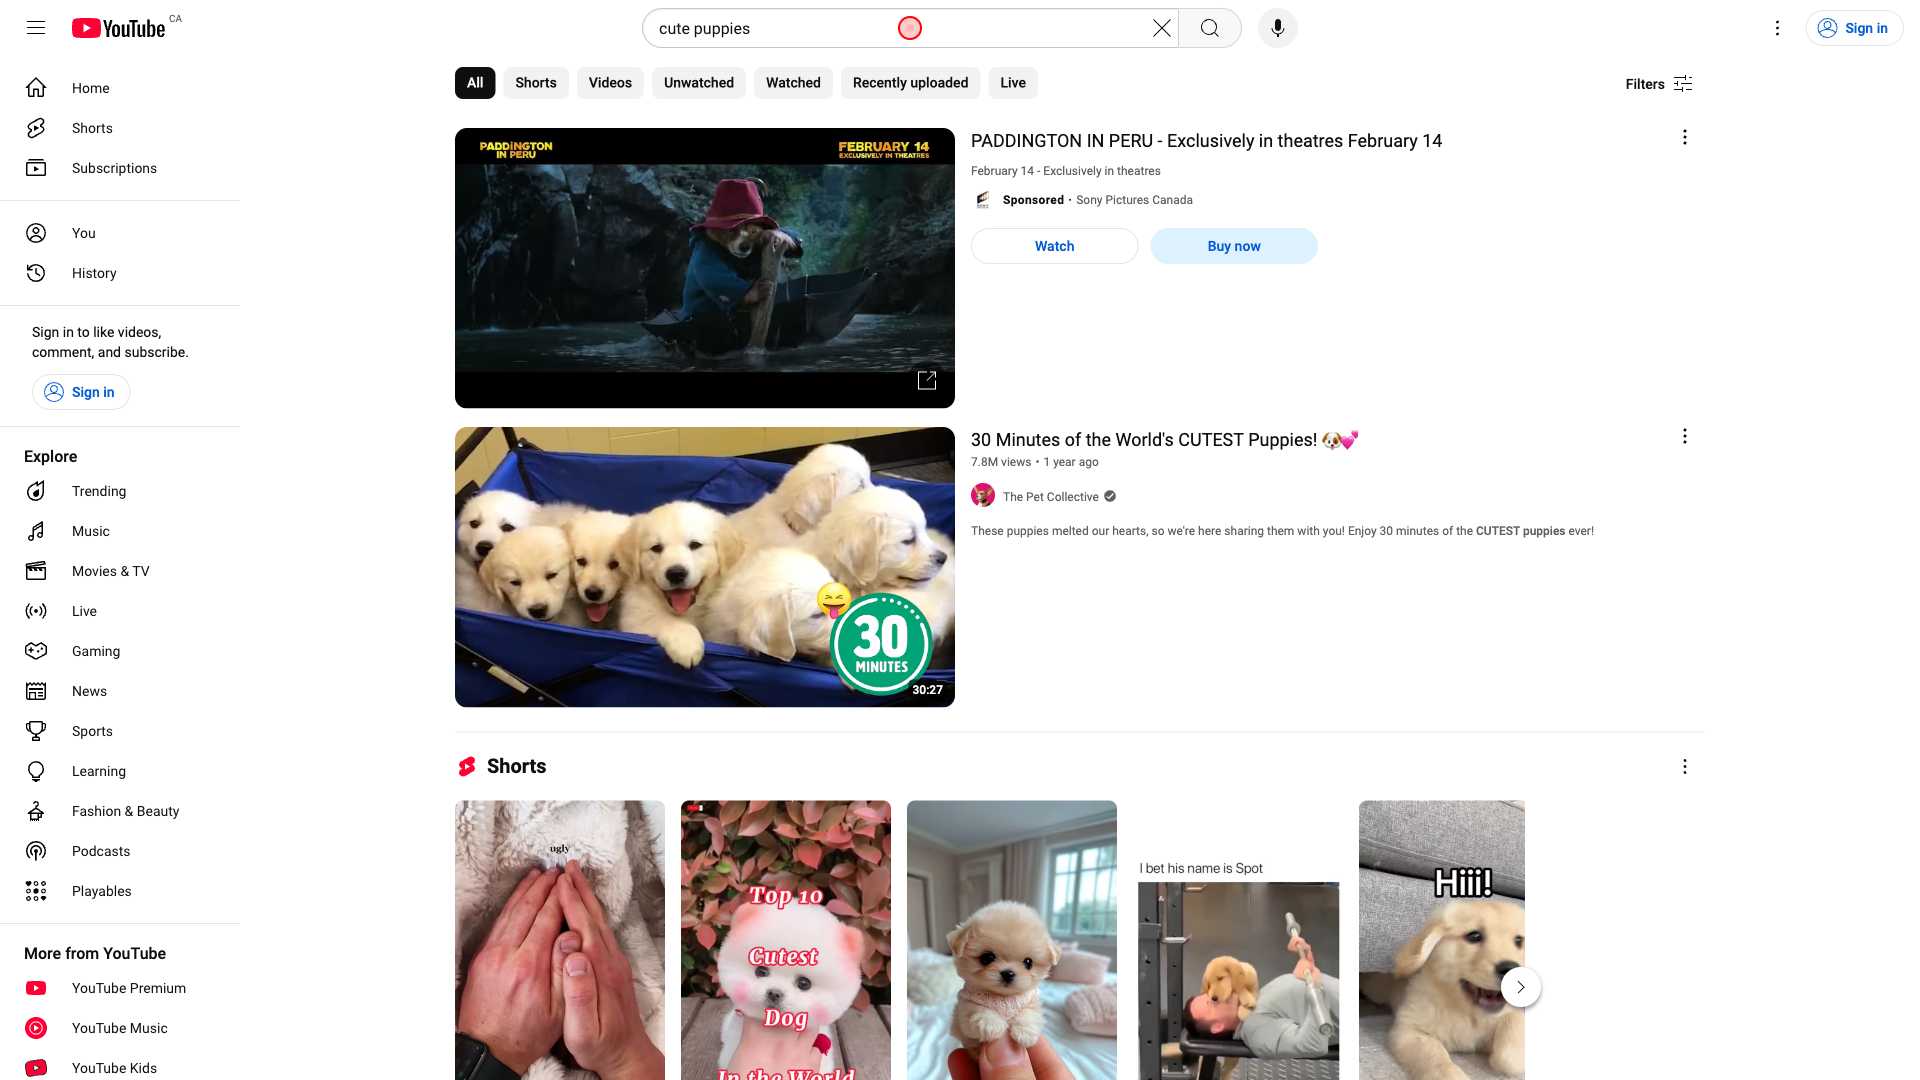 YouTube CA
cute puppies
Sign in
Home
Shorts
Subscriptions
You
History
Sign in to like videos,
comment, and subscribe.
Sign in
Explore
Trending
Music
Movies & TV
Live
Gaming
News
Sports
Learning
Fashion & Beauty
Podcasts
Playables
More from YouTube
YouTube Premium
YouTube Music
YouTube Kids
All Shorts Videos Unwatched Watched Recently uploaded Live
Filters
PADDINGTON
IN PERU
FEBRUARY 14
EXCLUSIVELY IN THEATRES
PADDINGTON IN PERU - Exclusively in theatres February 14
February 14 - Exclusively in theatres
Sponsored • Sony Pictures Canada
Watch Buy now
30
MINUTES
30:27
30 Minutes of the World's CUTEST Puppies! 🐶💕
7.8M views • 1 year ago
The Pet Collective
These puppies melted our hearts, so we're here sharing them with you! Enjoy 30 minutes of the CUTEST puppies ever!
Shorts
ugly
Top 10
Cutest
Dog
In the World
I bet his name is Spot
Hiii!